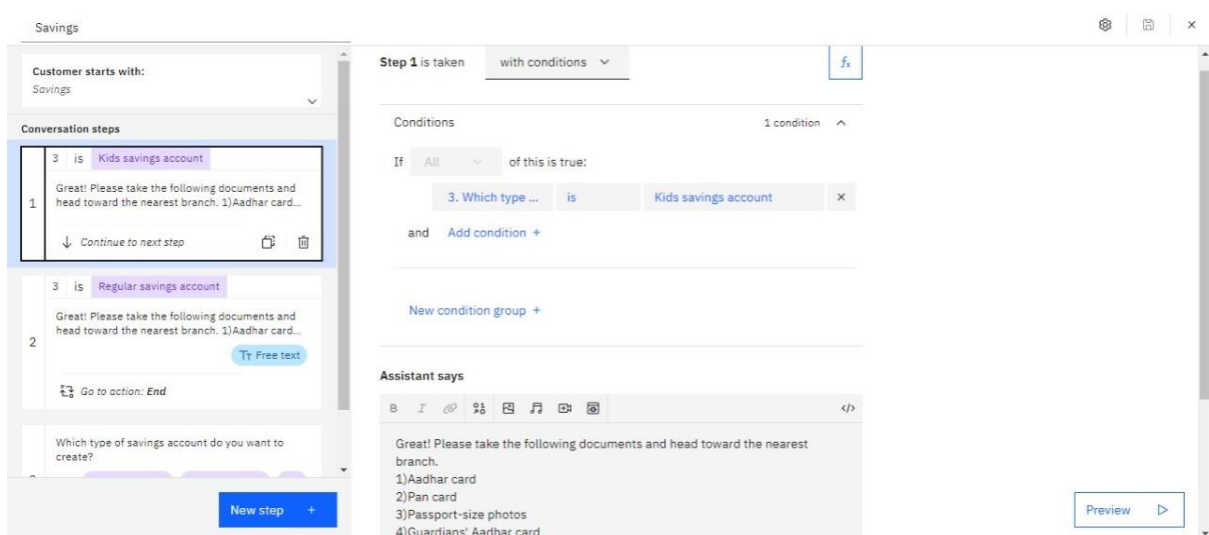 Savings
Customer starts with:
Savings
Conversation steps
1
3 is Kids savings account
Great! Please take the following documents and
head toward the nearest branch. 1)Aadhar card...
Continue to next step
2
3 is Regular savings account
Great! Please take the following documents and
head toward the nearest branch. 1)Aadhar card...
Free text
Go to action: End
Which type of savings account do you want to
create?
New step +
Step 1 is taken with conditions
fx
Conditions 1 condition
If All of this is true:
3. Which type ... is Kids savings account ×
and Add condition +
New condition group +
Assistant says
B I </>
Great! Please take the following documents and head toward the nearest
branch.
1)Aadhar card
2)Pan card
3)Passport-size photos
4)Guardians' Aadhar card
Preview